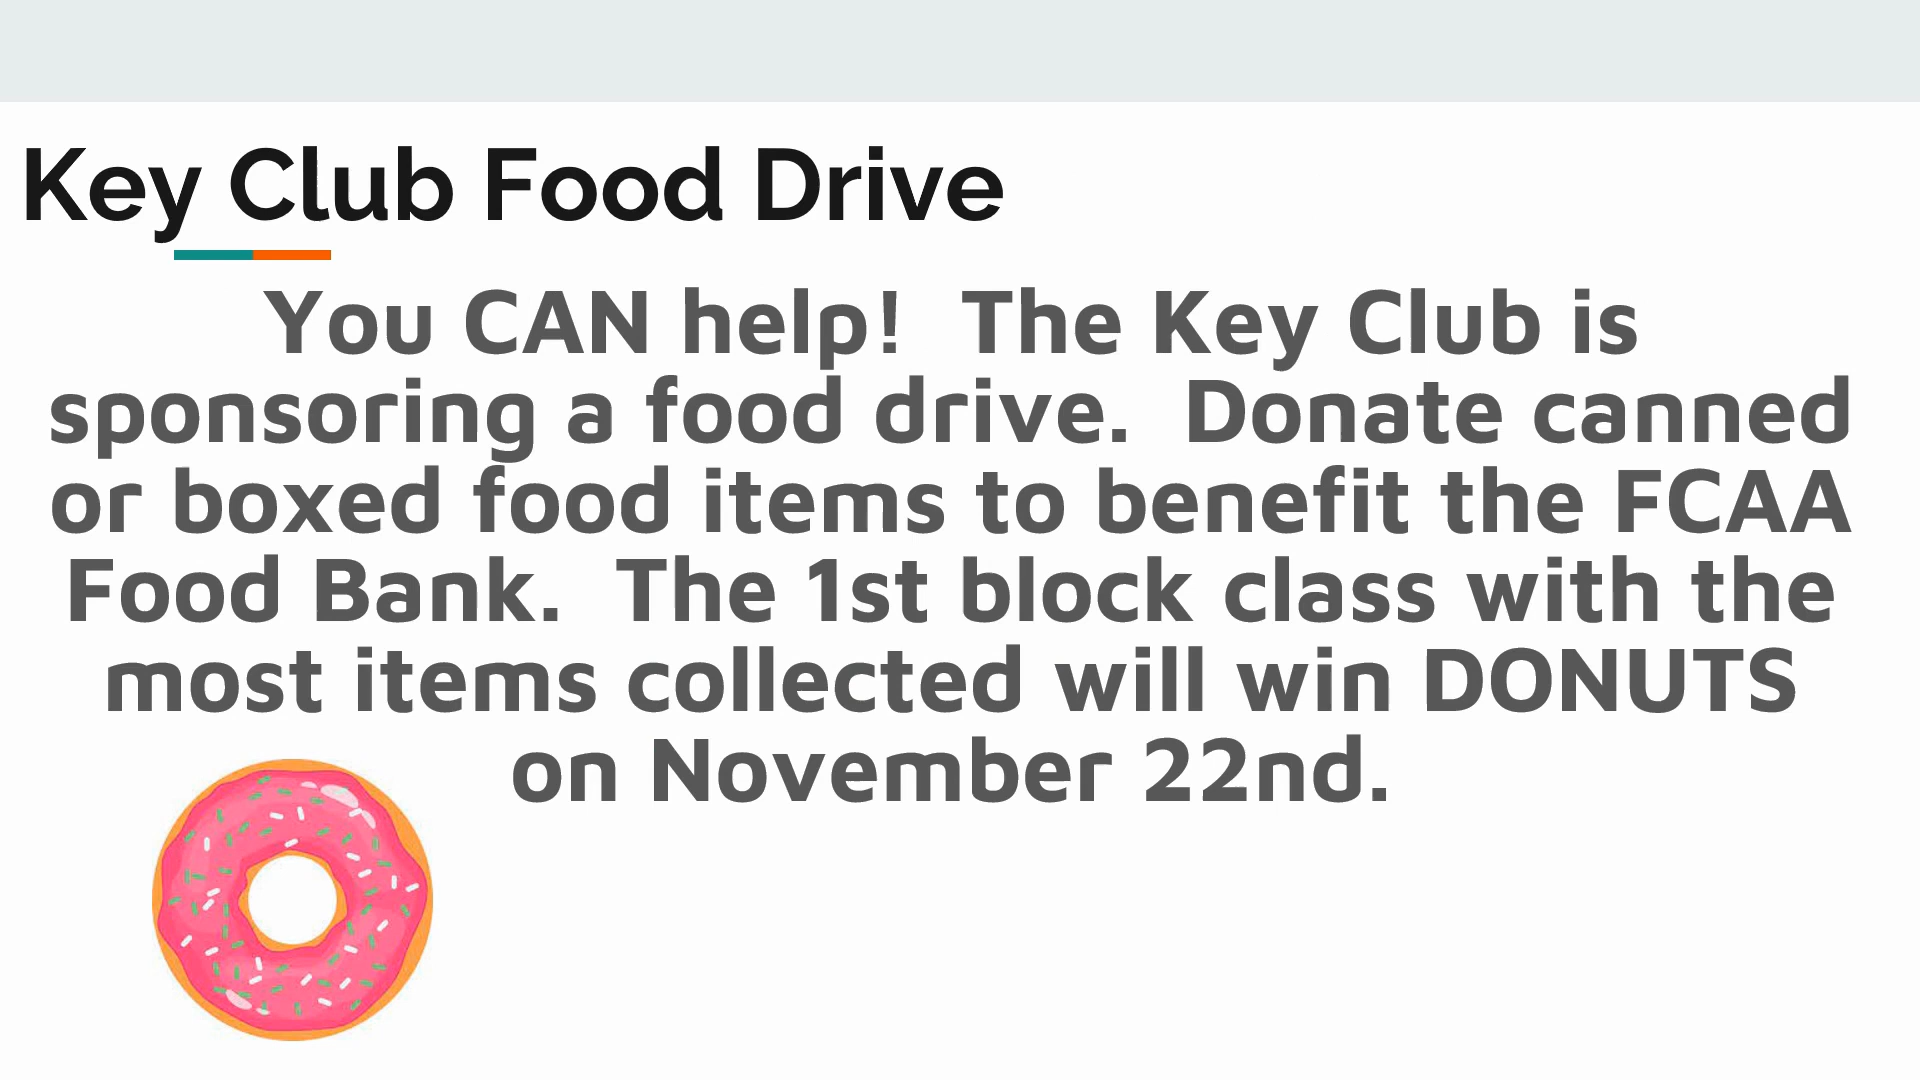 Key Club Food Drive
You CAN help!  The Key Club is
sponsoring a food drive.  Donate canned
or boxed food items to benefit the FCAA
Food Bank.  The 1st block class with the
most items collected will win DONUTS
on November 22nd.